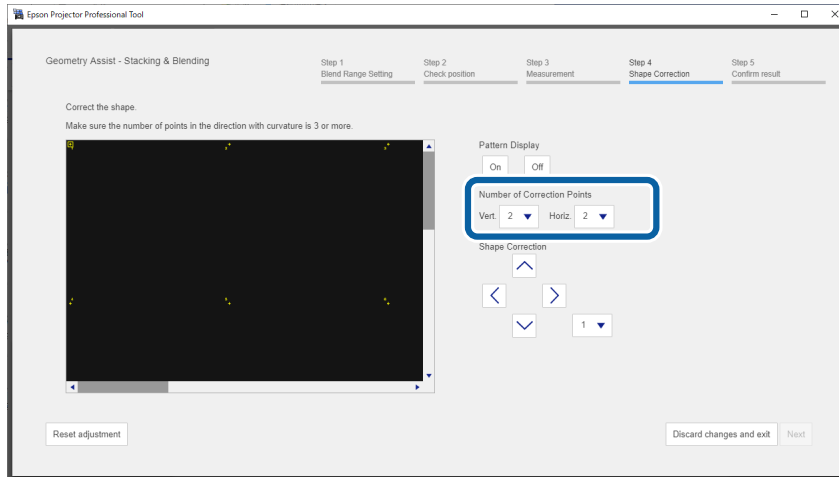 Epson Projector Professional Tool
Geometry Assist - Stacking & Blending
Step 1
Blend Range Setting
Step 2
Check position
Step 3
Measurement
Step 4
Shape Correction
Step 5
Confirm result
Correct the shape.
Make sure the number of points in the direction with curvature is 3 or more.
Pattern Display
On Off
Number of Correction Points
Vert. 2 Horiz. 2
Shape Correction
1
Reset adjustment
Discard changes and exit Next